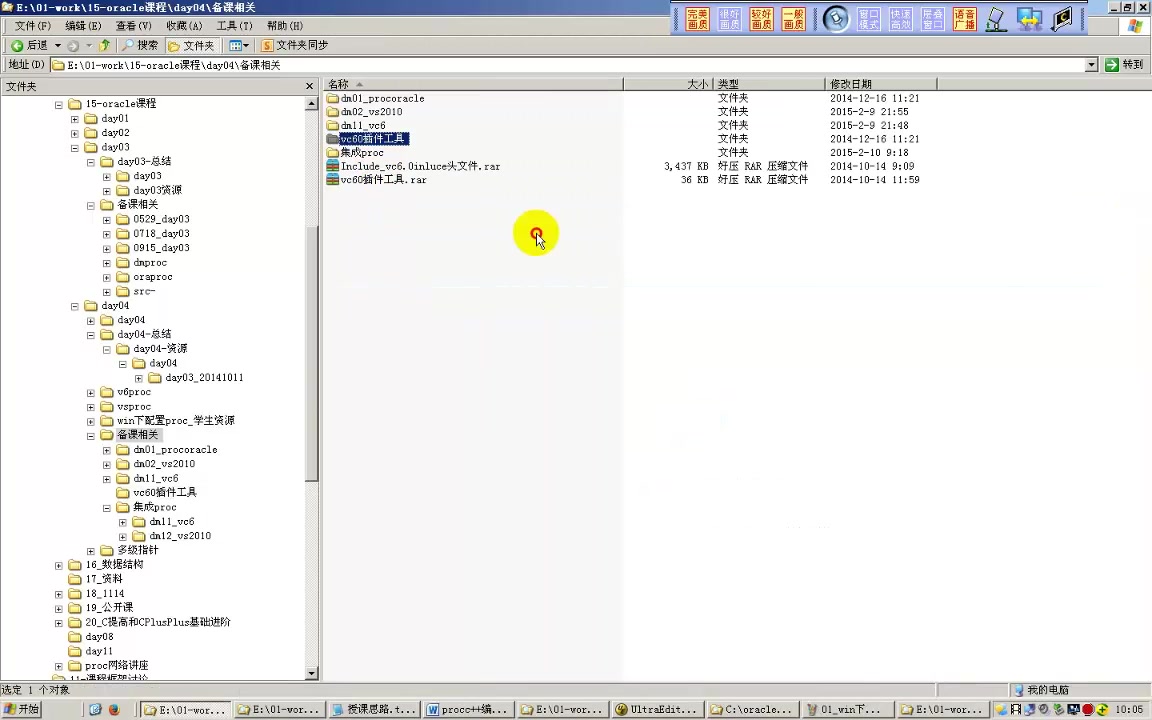 E:\01-work\15-oracle课程\day04\备课相关
文件(F) 编辑(E) 查看(V) 收藏(A) 工具(T) 帮助(H)
完美画质 很好画质 较好画质 一般画质 窗口模式 快速高效 层叠窗口 语音广播
后退 搜索 文件夹 文件夹同步
地址(D) E:\01-work\15-oracle课程\day04\备课相关 转到
文件夹
名称 大小 类型 修改日期
15-oracle课程
day01
day02
day03
day03-总结
day03
day03资源
备课相关
0529_day03
0718_day03
0915_day03
dmproc
oraproc
src-
day04
day04
day04-总结
day04-资源
day04
day03_20141011
v6proc
vsproc
win下配置proc_学生资源
备课相关
dm01_procoracle
dm02_vs2010
dm11_vc6
vc60插件工具
集成proc
dm11_vc6
dm12_vs2010
多级指针
16_数据结构
17_资料
18_1114
19_公开课
20_C提高和CPlusPlus基础进阶
day08
day11
proc网络讲座
11-课程框架讨论
dm01_procoracle 文件夹 2014-12-16 11:21
dm02_vs2010 文件夹 2015-2-9 21:55
dm11_vc6 文件夹 2015-2-9 21:48
vc60插件工具 文件夹 2014-12-16 11:21
集成proc 文件夹 2015-2-10 9:18
Include_vc6.0inluce头文件.rar 3,437 KB 好压 RAR 压缩文件 2014-10-14 9:09
vc60插件工具.rar 36 KB 好压 RAR 压缩文件 2014-10-14 11:59
选定 1 个对象 我的电脑
开始 E:\01-wor... E:\01-wor... 授课思路.t... procc++编... E:\01-wor... UltraEdit... C:\oracle... 01_win下... E:\01-wor... 10:05